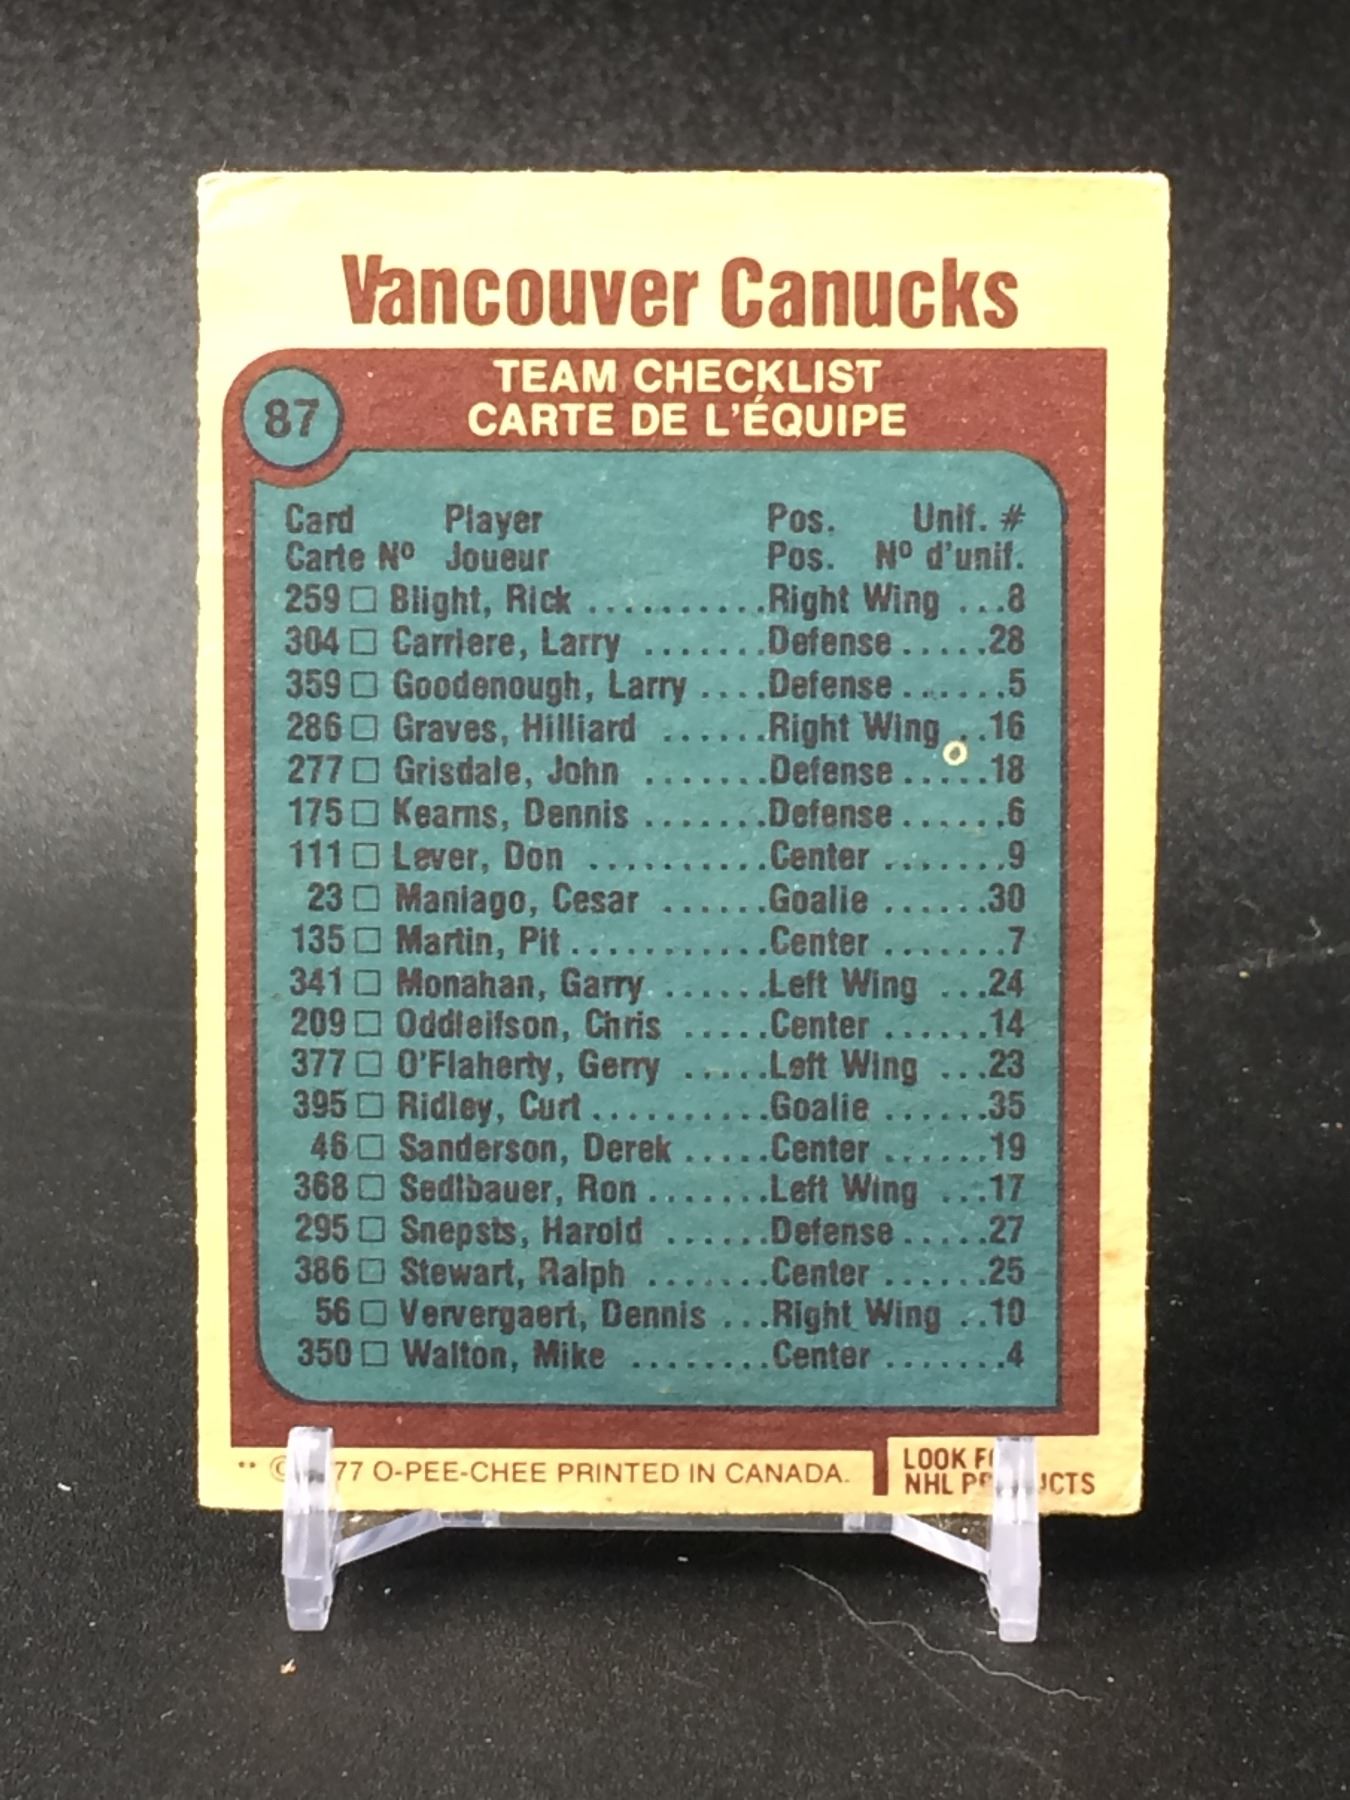 Vancouver Canucks
TEAM CHECKLIST
CARTE DE L'ÉQUIPE
87
Card Player Pos. Unif. #
Carte Nº Joueur Pos. Nº d'unif.
259 □ Blight, Rick ..........Right Wing ...8
304 □ Carriere, Larry .......Defense.....28
359 □ Goodenough, Larry ....Defense......5
286 □ Graves, Hilliard ......Right Wing ..16
277 □ Grisdale, John .......Defense.....18
175 □ Kearns, Dennis .......Defense......6
111 □ Lever, Don ..........Center .......9
23 □ Maniago, Cesar ......Goalie ......30
135 □ Martin, Pit...........Center .......7
341 □ Monahan, Garry ......Left Wing ...24
209 □ Oddleifson, Chris .....Center ......14
377 □ O'Flaherty, Gerry .....Left Wing ...23
395 □ Ridley, Curt..........Goalie ......35
46 □ Sanderson, Derek .....Center ......19
368 □ Sedlbauer, Ron.......Left Wing ...17
295 □ Snepsts, Harold ......Defense.....27
386 □ Stewart, Ralph .......Center ......25
56 □ Ververgaert, Dennis ...Right Wing ..10
350 □ Walton, Mike ........Center .......4
** © 77 O-PEE-CHEE PRINTED IN CANADA.
LOOK
NHL